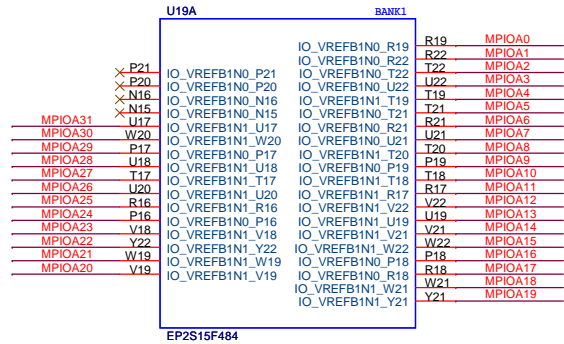 U19A BANK1
IO_VREFB1N0_R19 R19 MPIOA0
IO_VREFB1N0_R22 R22 MPIOA1
P21 IO_VREFB1N0_P21 IO_VREFB1N0_T22 T22 MPIOA2
P20 IO_VREFB1N0_P20 IO_VREFB1N0_U22 U22 MPIOA3
N16 IO_VREFB1N0_N16 IO_VREFB1N1_T19 T19 MPIOA4
N15 IO_VREFB1N0_N15 IO_VREFB1N0_T21 T21 MPIOA5
MPIOA31 U17 IO_VREFB1N1_U17 IO_VREFB1N0_R21 R21 MPIOA6
MPIOA30 W20 IO_VREFB1N1_W20 IO_VREFB1N0_U21 U21 MPIOA7
MPIOA29 P17 IO_VREFB1N0_P17 IO_VREFB1N1_T20 T20 MPIOA8
MPIOA28 U18 IO_VREFB1N1_U18 IO_VREFB1N0_P19 P19 MPIOA9
MPIOA27 T17 IO_VREFB1N1_T17 IO_VREFB1N1_T18 T18 MPIOA10
MPIOA26 U20 IO_VREFB1N1_U20 IO_VREFB1N1_R17 R17 MPIOA11
MPIOA25 R16 IO_VREFB1N1_R16 IO_VREFB1N1_V22 V22 MPIOA12
MPIOA24 P16 IO_VREFB1N0_P16 IO_VREFB1N1_U19 U19 MPIOA13
MPIOA23 V18 IO_VREFB1N1_V18 IO_VREFB1N1_V21 V21 MPIOA14
MPIOA22 Y22 IO_VREFB1N1_Y22 IO_VREFB1N1_W22 W22 MPIOA15
MPIOA21 W19 IO_VREFB1N1_W19 IO_VREFB1N0_P18 P18 MPIOA16
MPIOA20 V19 IO_VREFB1N1_V19 IO_VREFB1N0_R18 R18 MPIOA17
IO_VREFB1N1_W21 W21 MPIOA18
IO_VREFB1N1_Y21 Y21 MPIOA19
EP2S15F484